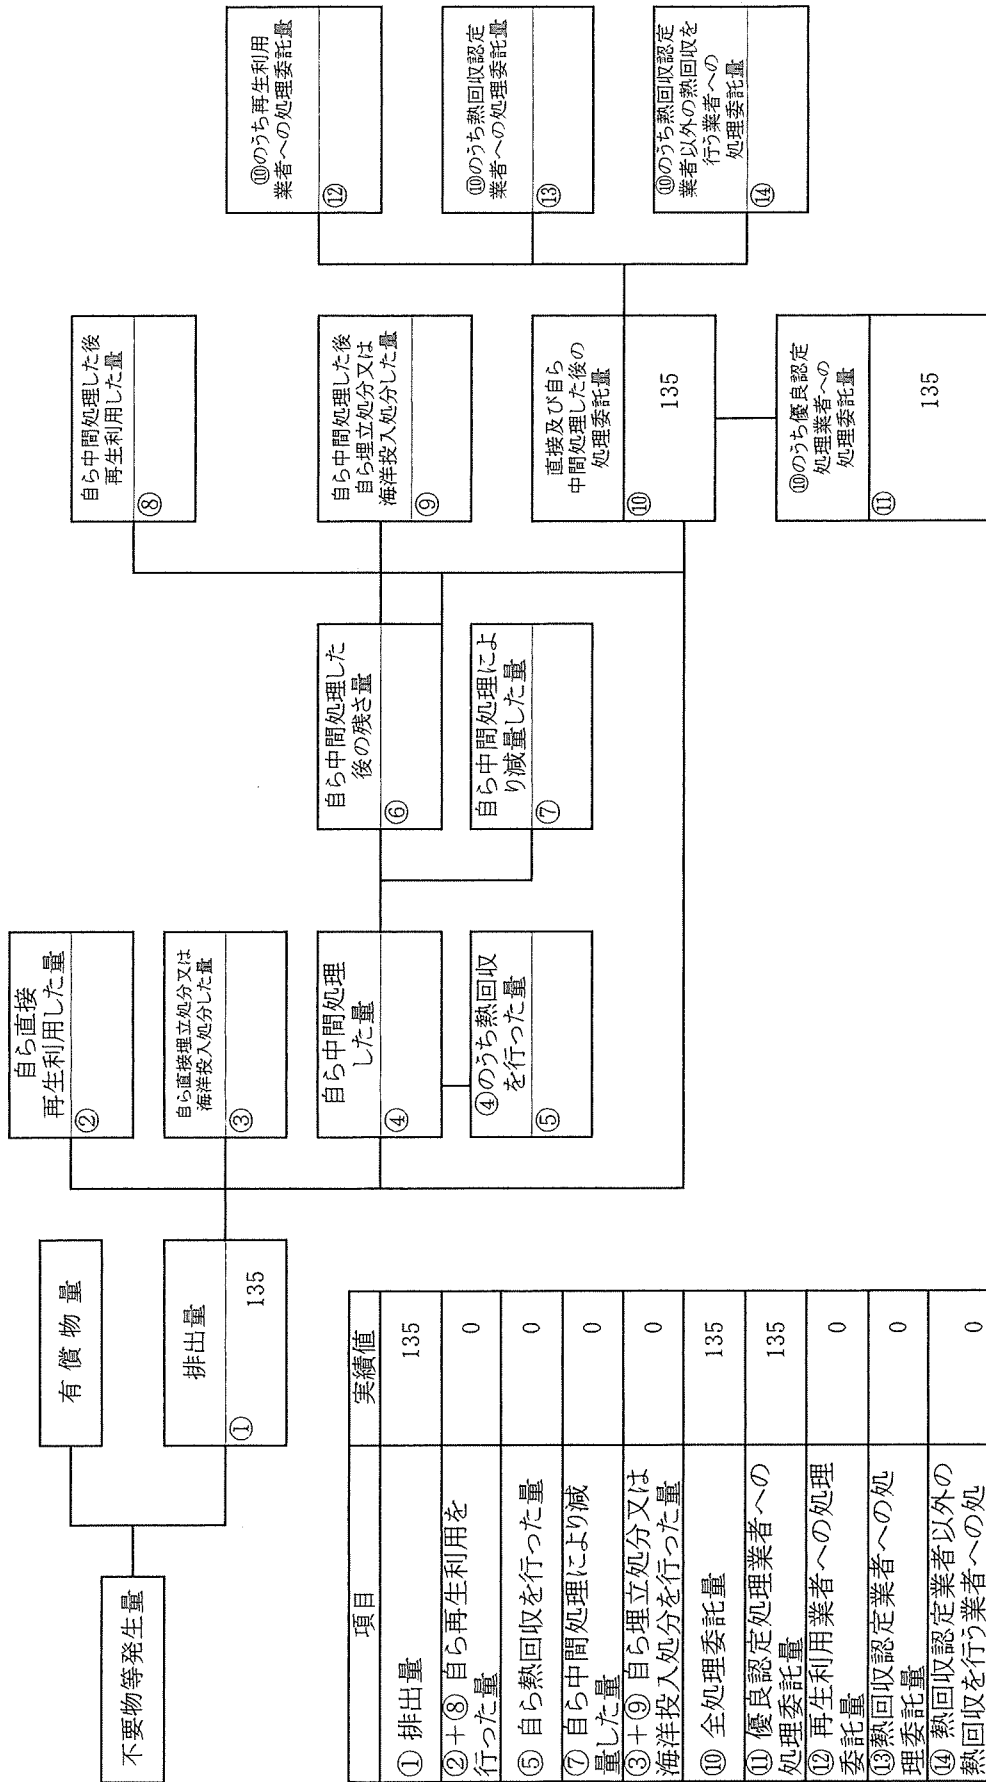 不要物等発生量
有償物量
排出量
①
135
自ら直接
再生利用した量
②
自ら直接埋立処分又は
海洋投入処分した量
③
自ら中間処理
した量
④
④のうち熱回収
を行った量
⑤
自ら中間処理した
後の残さ量
⑥
自ら中間処理によ
り減量した量
⑦
自ら中間処理した後
再生利用した量
⑧
自ら中間処理した後
自ら埋立処分又は
海洋投入処分した量
⑨
直接及び自ら
中間処理した後の
処理委託量
⑩
135
⑩のうち優良認定
処理業者への
処理委託量
⑪
135
⑩のうち再生利用
業者への処理委託量
⑫
⑩のうち熱回収認定
業者への処理委託量
⑬
⑩のうち熱回収認定
業者以外の熱回収を
行う業者への
処理委託量
⑭
項目 実績値
① 排出量 135
②+⑧ 自ら再生利用を
行った量 0
⑤ 自ら熱回収を行った量 0
⑦ 自ら中間処理により減
量した量 0
③+⑨ 自ら埋立処分又は
海洋投入処分を行った量 0
⑩ 全処理委託量 135
⑪ 優良認定処理業者への
処理委託量 135
⑫ 再生利用業者への処理
委託量 0
⑬熱回収認定業者への処
理委託量 0
⑭ 熱回収認定業者以外の
熱回収を行う業者への処 0